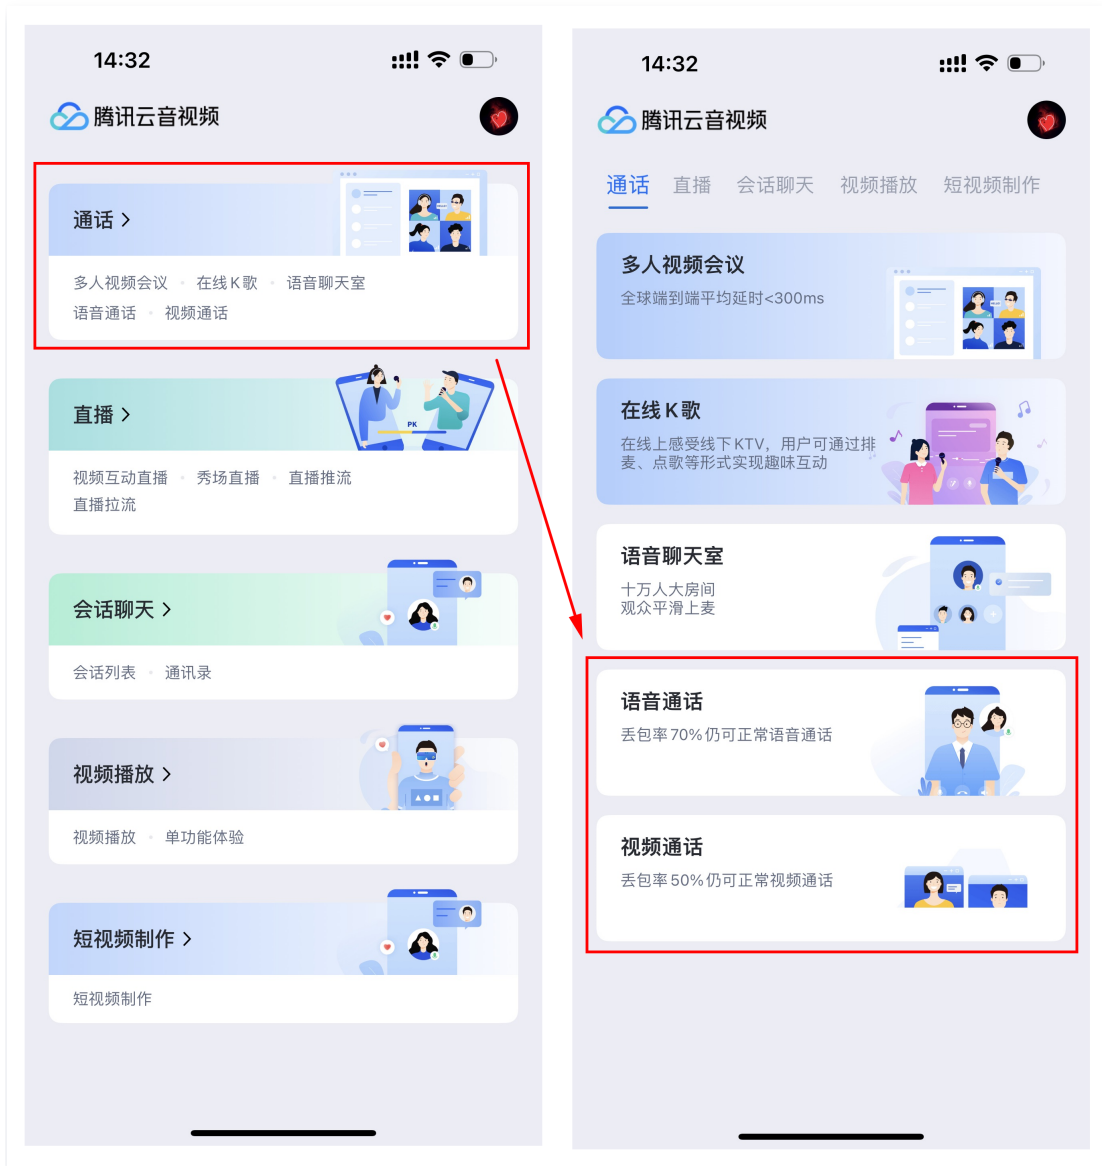 14:32
腾讯云音视频
通话 >
多人视频会议 · 在线K歌 · 语音聊天室
语音通话 · 视频通话
直播 >
PK
视频互动直播 · 秀场直播 · 直播推流
直播拉流
会话聊天 >
会话列表 · 通讯录
视频播放 >
视频播放 · 单功能体验
短视频制作 >
短视频制作
14:32
腾讯云音视频
通话 直播 会话聊天 视频播放 短视频制作
多人视频会议
全球端到端平均延时<300ms
在线K歌
在线上感受线下KTV，用户可通过排
麦、点歌等形式实现趣味互动
语音聊天室
十万人大房间
观众平滑上麦
语音通话
丢包率70%仍可正常语音通话
视频通话
丢包率50%仍可正常视频通话